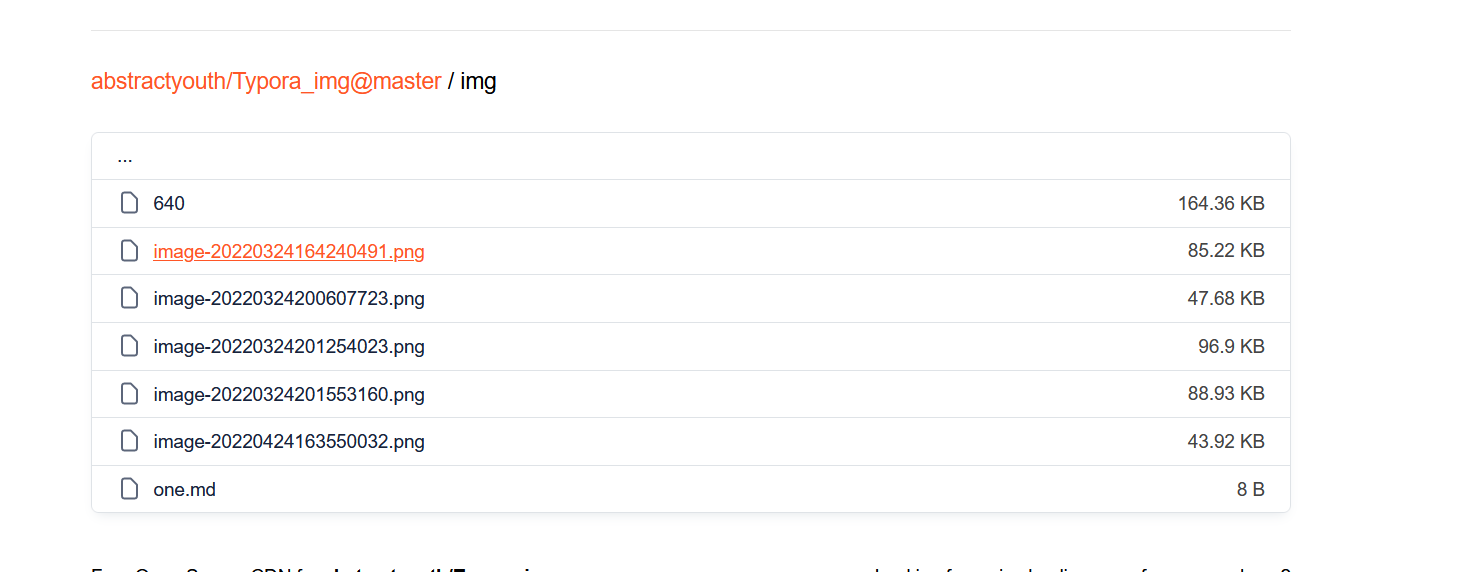 abstractyouth/Typora_img@master / img
...
640 164.36 KB
image-20220324164240491.png 85.22 KB
image-20220324200607723.png 47.68 KB
image-20220324201254023.png 96.9 KB
image-20220324201553160.png 88.93 KB
image-20220424163550032.png 43.92 KB
one.md 8 B